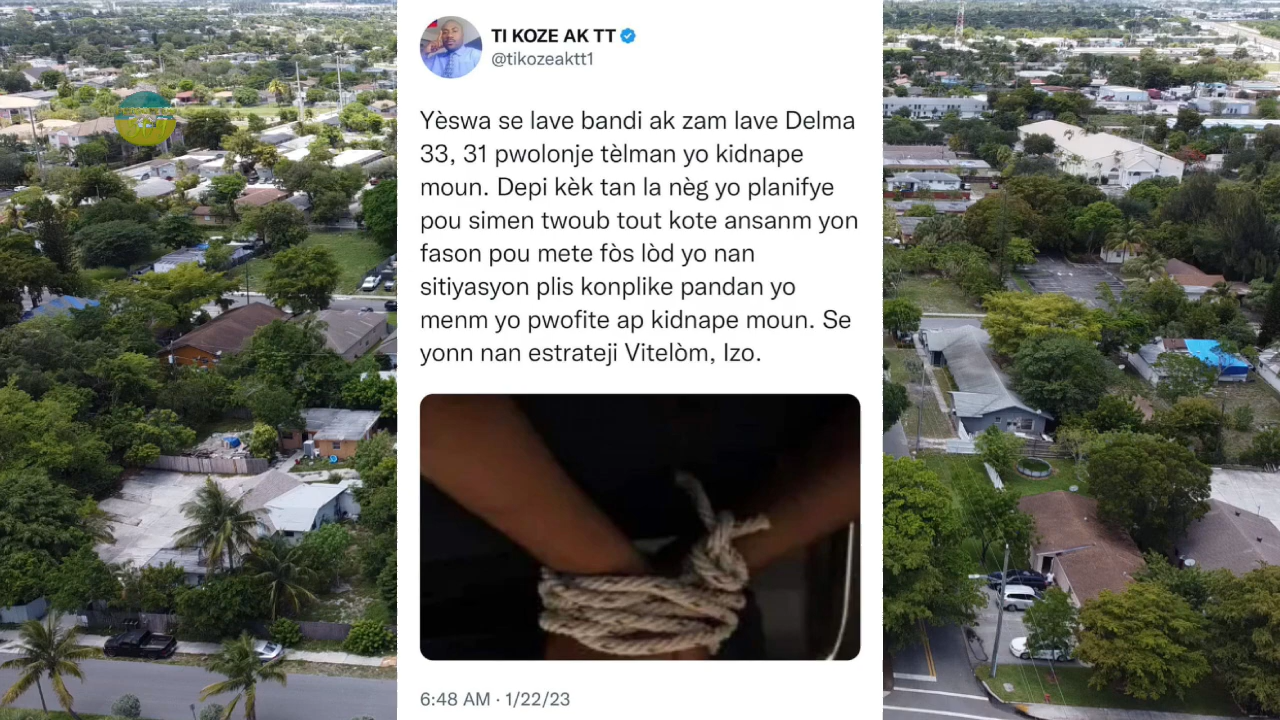 TI KOZE AK TT
@tikozeaktt1
Yèswa se lave bandi ak zam lave Delma
33, 31 pwolonje tèlman yo kidnape
moun. Depi kèk tan la nèg yo planifye
pou simen twoub tout kote ansanm yon
fason pou mete fòs lòd yo nan
sitiyasyon plis konplike pandan yo
menm yo pwofite ap kidnape moun. Se
yonn nan estrateji Vitelòm, Izo.
6:48 AM · 1/22/23